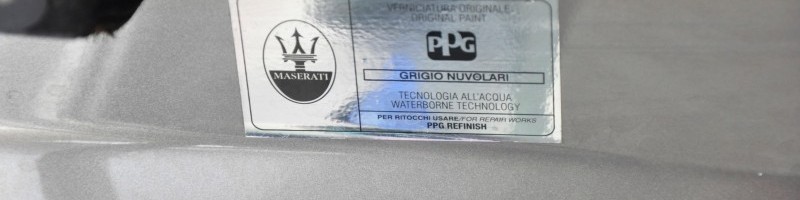 VERNICIATURA ORIGINALE
ORIGINAL PAINT
PPG
MASERATI
GRIGIO NUVOLARI
TECNOLOGIA ALL'ACQUA
WATERBORNE TECHNOLOGY
PER RITOCCHI USARE/FOR REPAIR WORKS
PPG REFINISH